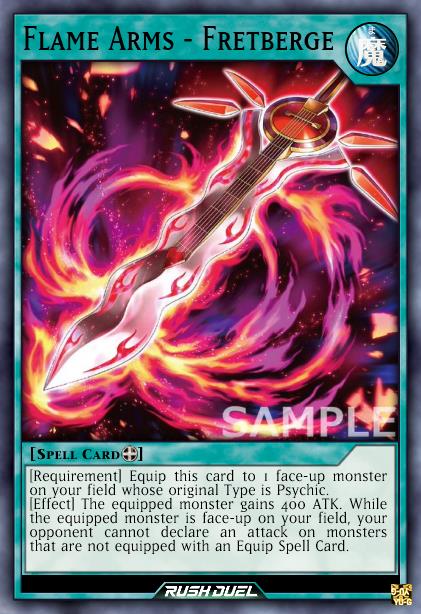 Flame Arms - Fretberge
ま
魔
SAMPLE
[Spell Card]
[Requirement] Equip this card to 1 face-up monster
on your field whose original Type is Psychic.
[Effect] The equipped monster gains 400 ATK. While
the equipped monster is face-up on your field, your
opponent cannot declare an attack on monsters
that are not equipped with an Equip Spell Card.
RUSH DUEL